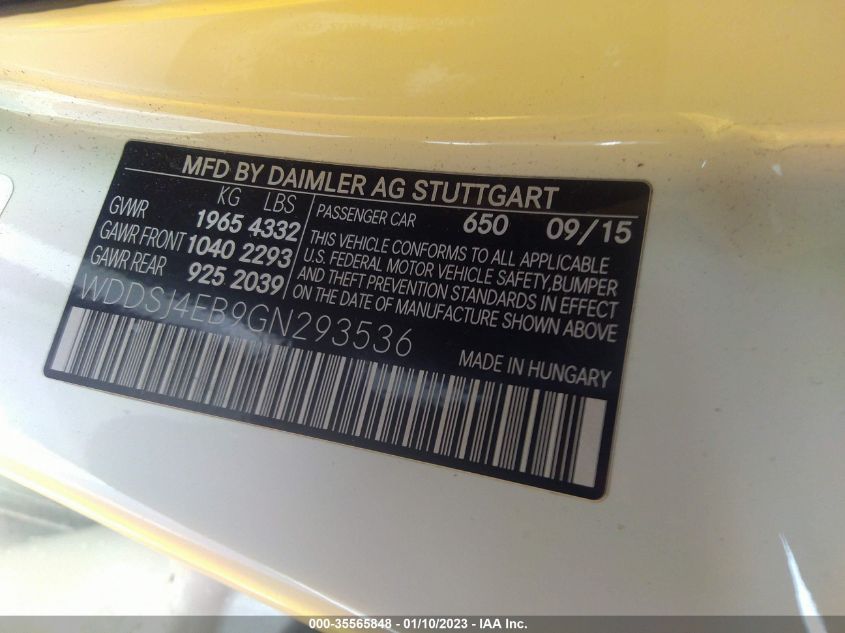 MFD BY DAIMLER AG STUTTGART
KG LBS
GVWR 1965 4332
GAWR FRONT 1040 2293
GAWR REAR 925 2039
PASSENGER CAR 650 09/15
THIS VEHICLE CONFORMS TO ALL APPLICABLE
U.S. FEDERAL MOTOR VEHICLE SAFETY,BUMPER
AND THEFT PREVENTION STANDARDS IN EFFECT
ON THE DATE OF MANUFACTURE SHOWN ABOVE
WDDSJ4EB9GN293536
MADE IN HUNGARY
000-35565848 - 01/10/2023 - IAA Inc.